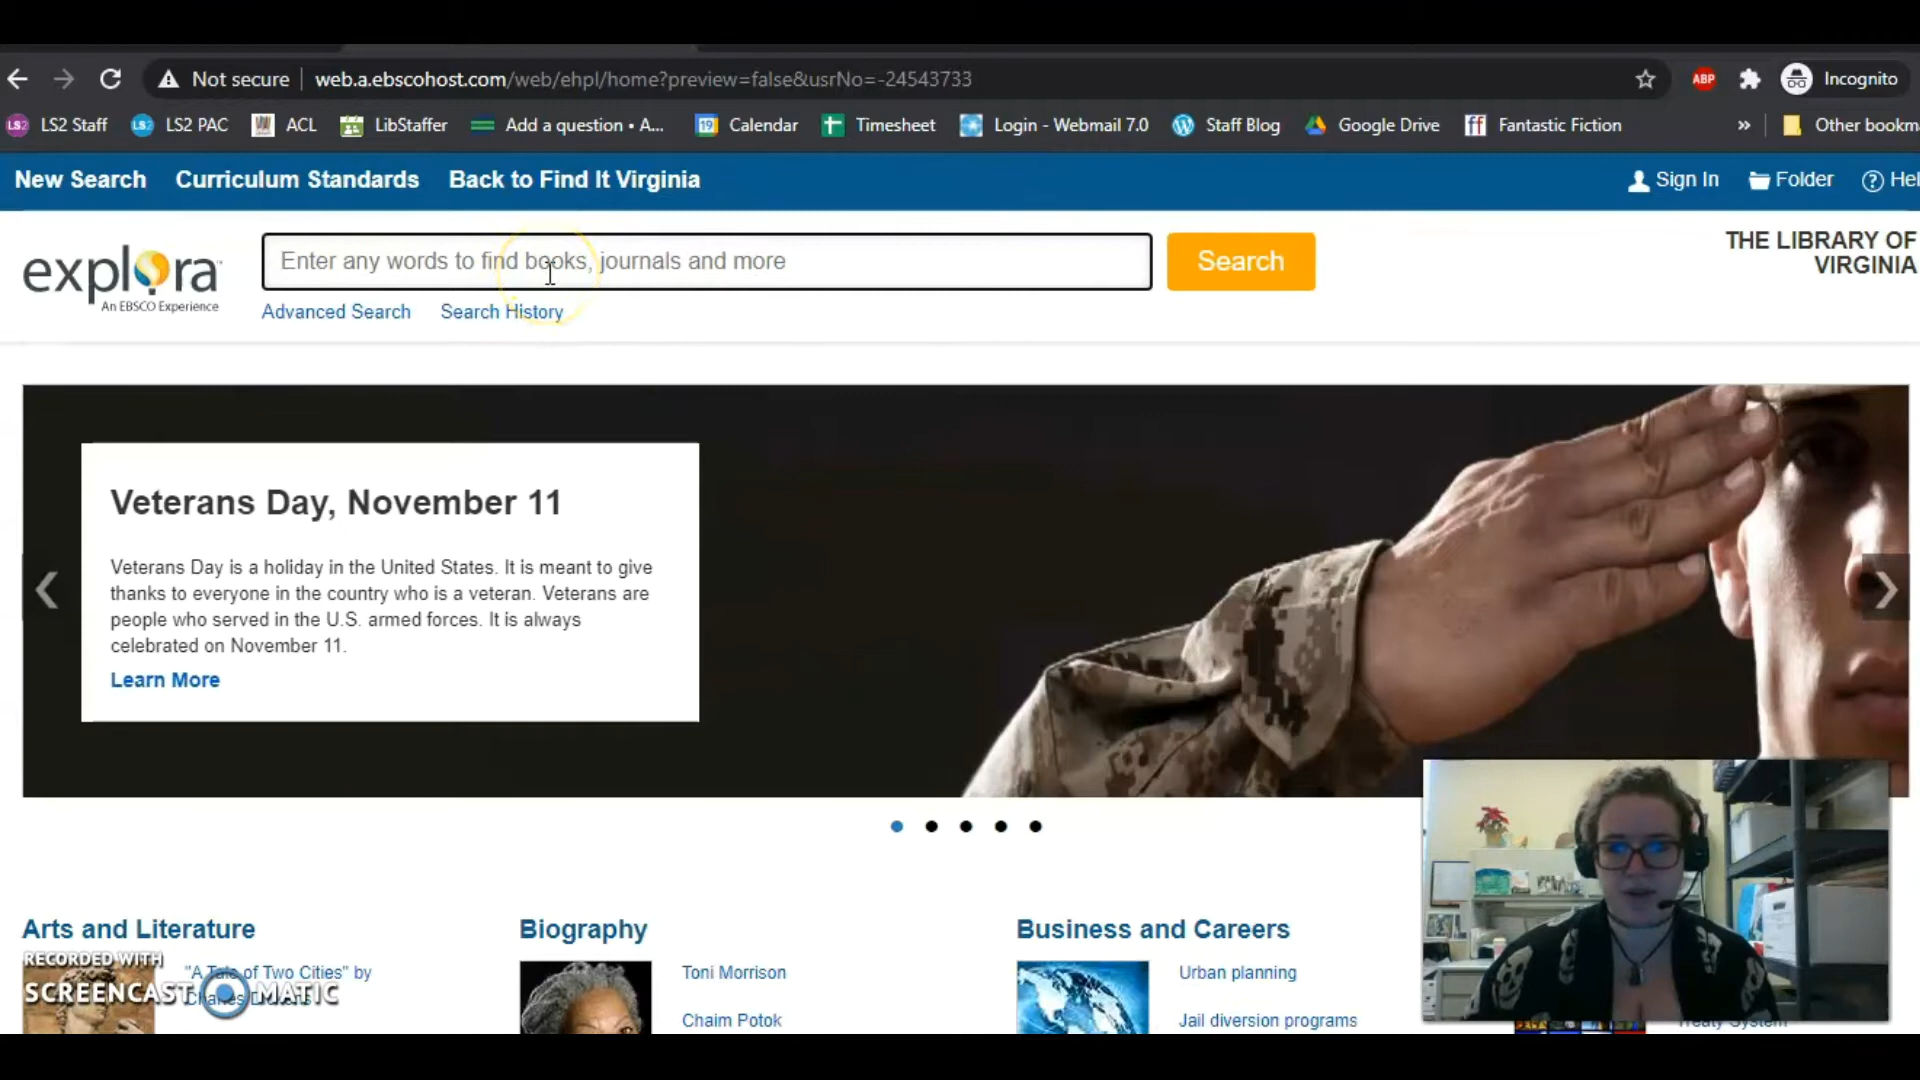 Not secure web.a.ebscohost.com/web/ehpl/home?preview=false&usrNo=-24543733 ABP Incognito
LS2 LS2 Staff LS2 LS2 PAC ACL LibStaffer Add a question • A... 19 Calendar Timesheet Login - Webmail 7.0 Staff Blog Google Drive ff Fantastic Fiction » Other bookm
New Search Curriculum Standards Back to Find It Virginia Sign In Folder ? Hel
explora
An EBSCO Experience
Enter any words to find books, journals and more
Search
Advanced Search Search History
THE LIBRARY OF
VIRGINIA
Veterans Day, November 11
Veterans Day is a holiday in the United States. It is meant to give
thanks to everyone in the country who is a veteran. Veterans are
people who served in the U.S. armed forces. It is always
celebrated on November 11.
Learn More
Arts and Literature Biography Business and Careers
"A Tale of Two Cities" by
Charles Dickens
Toni Morrison
Chaim Potok
Urban planning
Jail diversion programs
Treaty System
RECORDED WITH
SCREENCAST MATIC